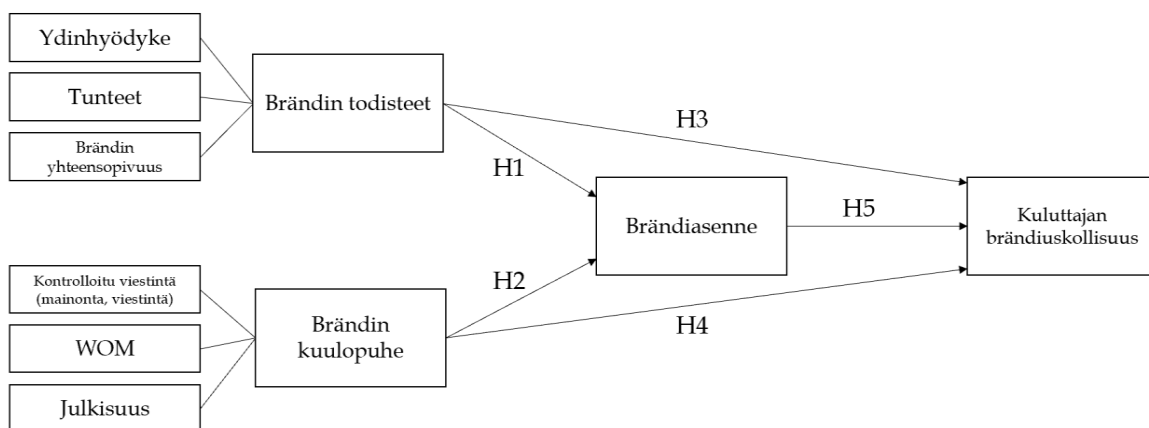 Ydinhyödyke
Tunteet
Brändin
yhteensopivuus
Brändin todisteet
H3
H1
Brändiasenne
H5
Kuluttajan
brändiuskollisuus
H2
H4
Kontrolloitu viestintä
(mainonta, viestintä)
WOM
Julkisuus
Brändin
kuulopuhe